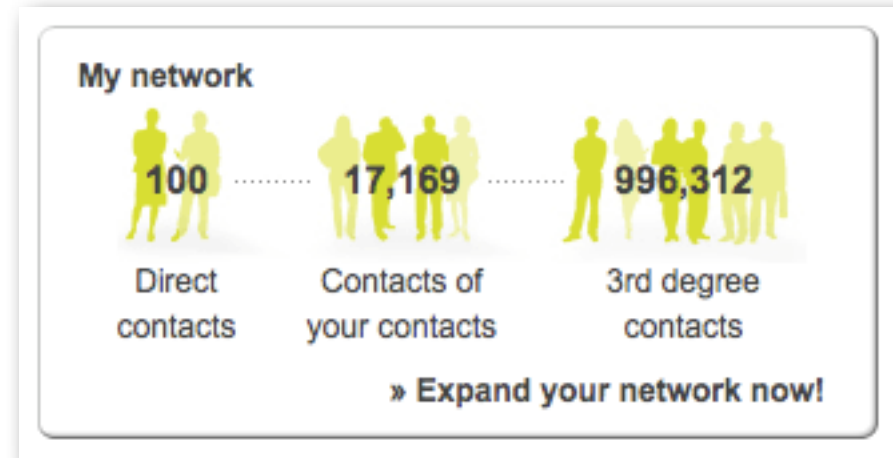 My network
100 17,169 996,312
Direct Contacts of 3rd degree
contacts your contacts contacts
» Expand your network now!